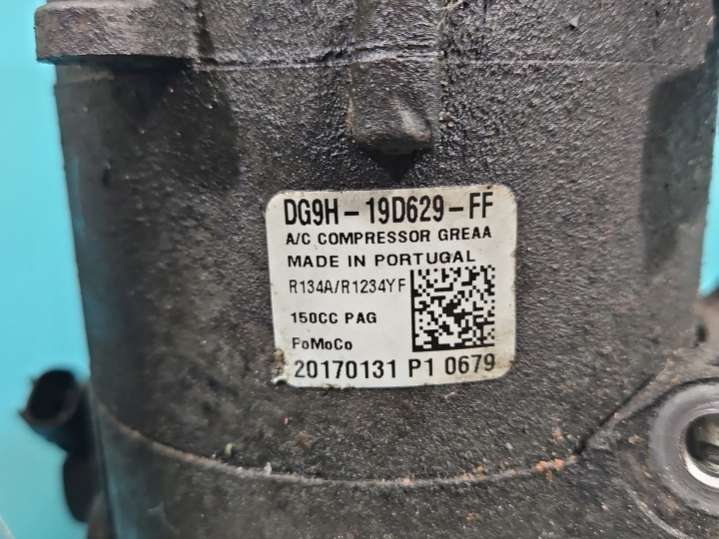 DG9H-19D629-FF
A/C COMPRESSOR GREAA
MADE IN PORTUGAL
R134A/R1234YF
150CC PAG
FoMoCo
20170131 P1 0679